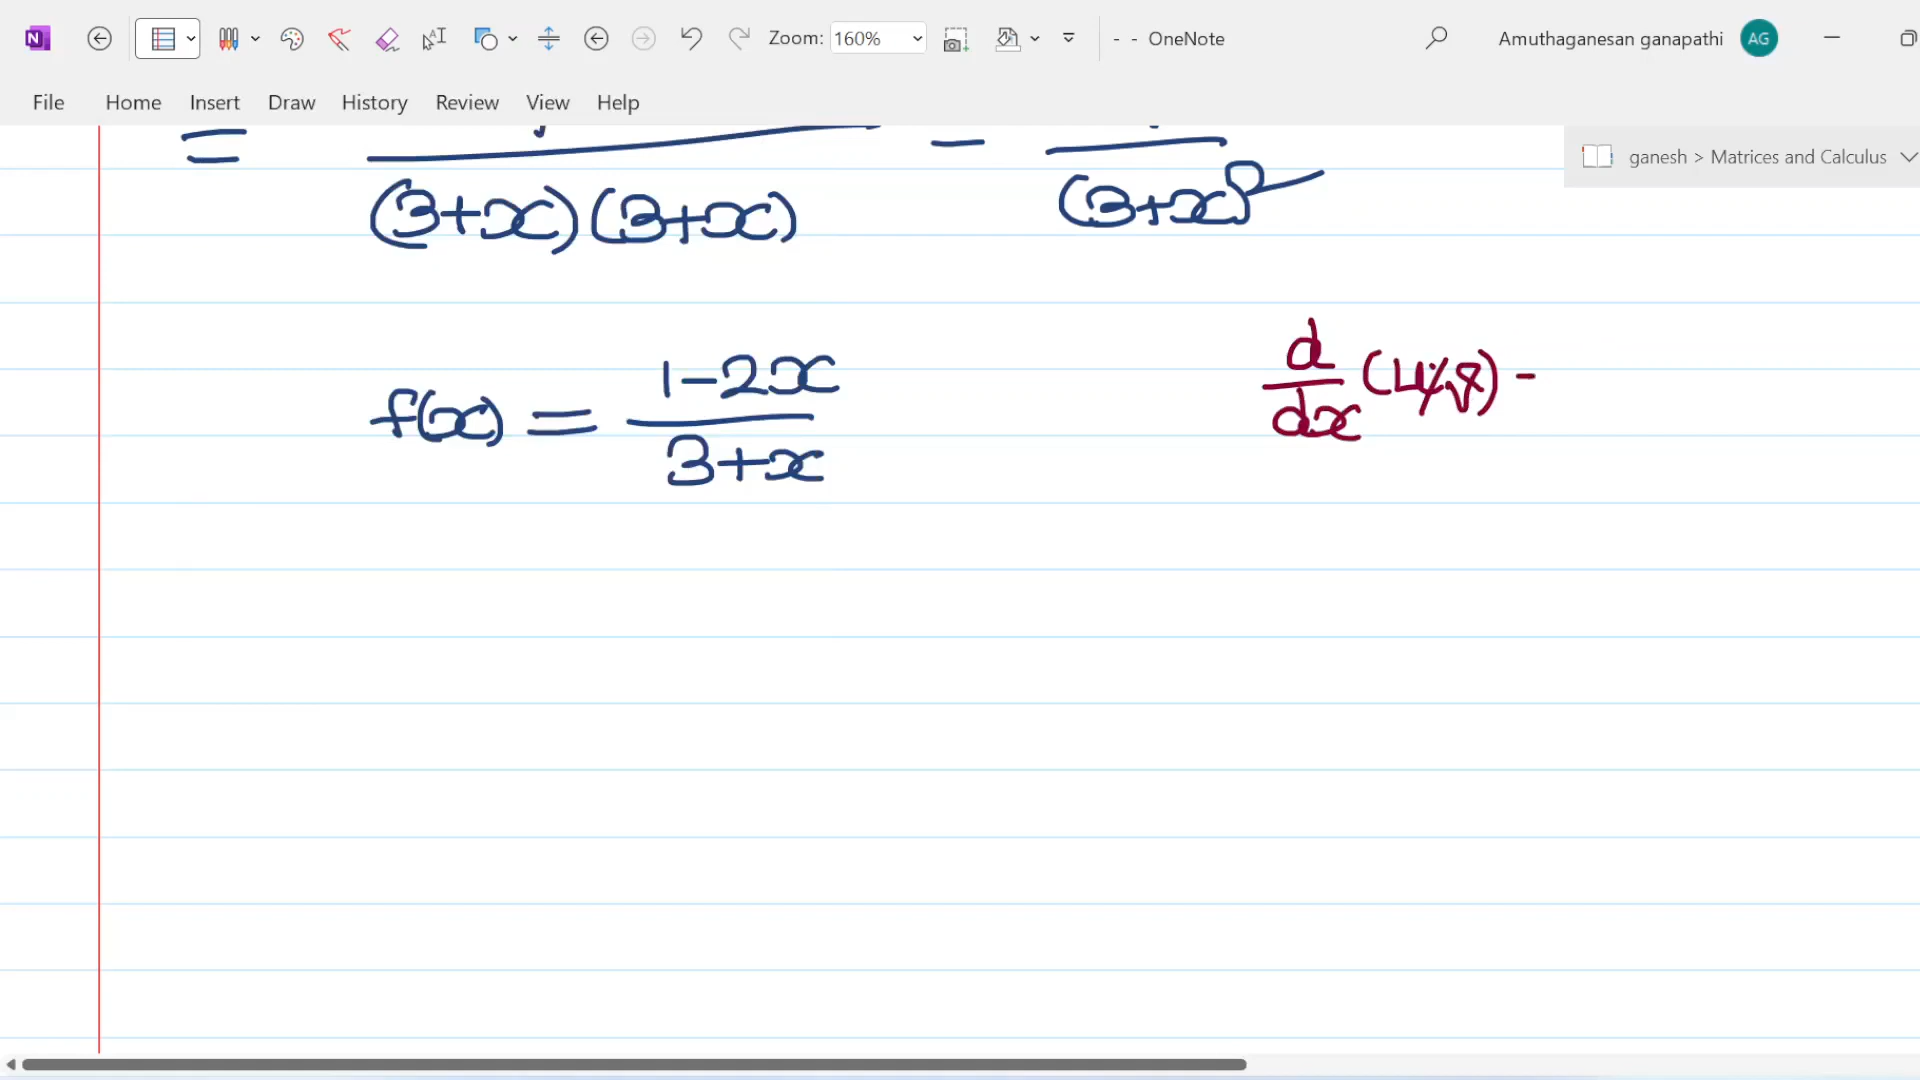 Zoom: 160% - - OneNote Amuthaganesan ganapathi AG
File Home Insert Draw History Review View Help
ganesh > Matrices and Calculus
= —
(3+x)(3+x) (3+x)²
f(x) = 1-2x / 3+x
d/dx (u/v) -